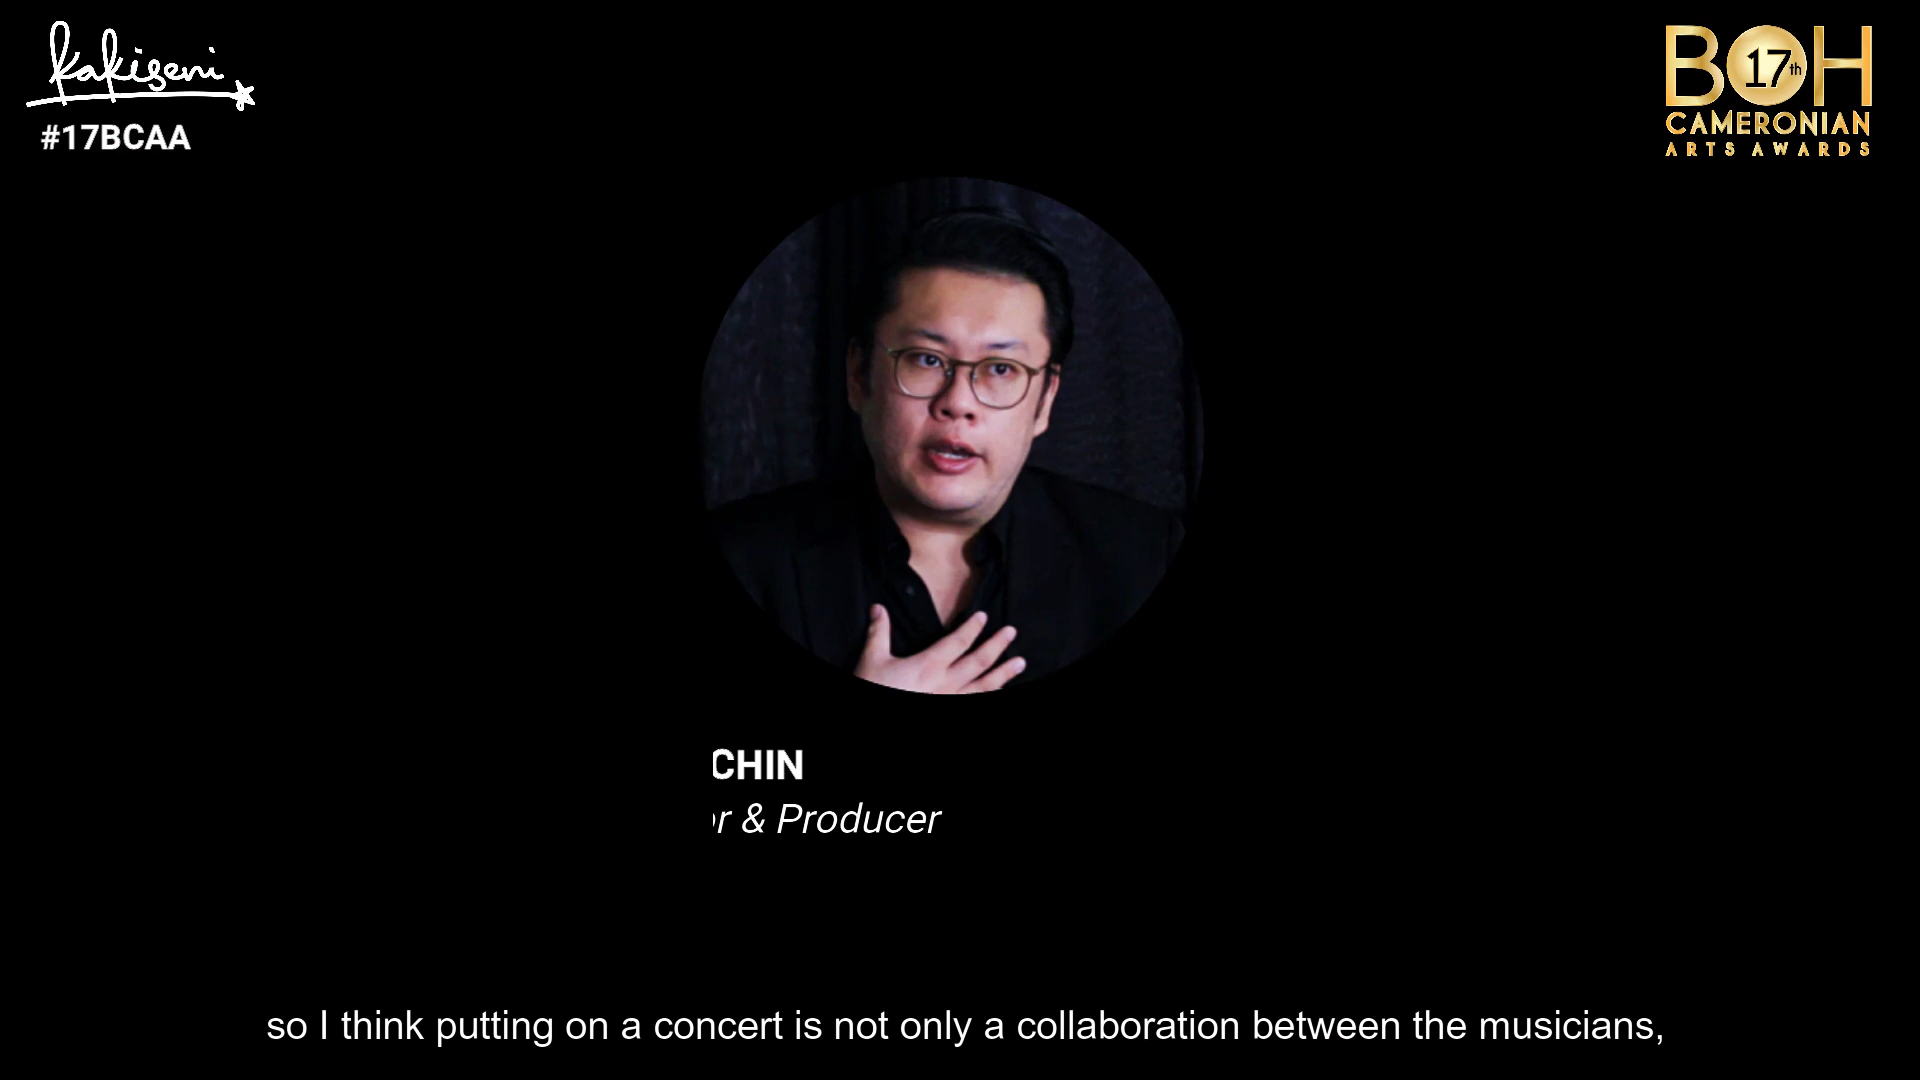 kakiseni
#17BCAA
BOH
17th
CAMERONIAN
ARTS AWARDS
CHIN
r & Producer
so I think putting on a concert is not only a collaboration between the musicians,